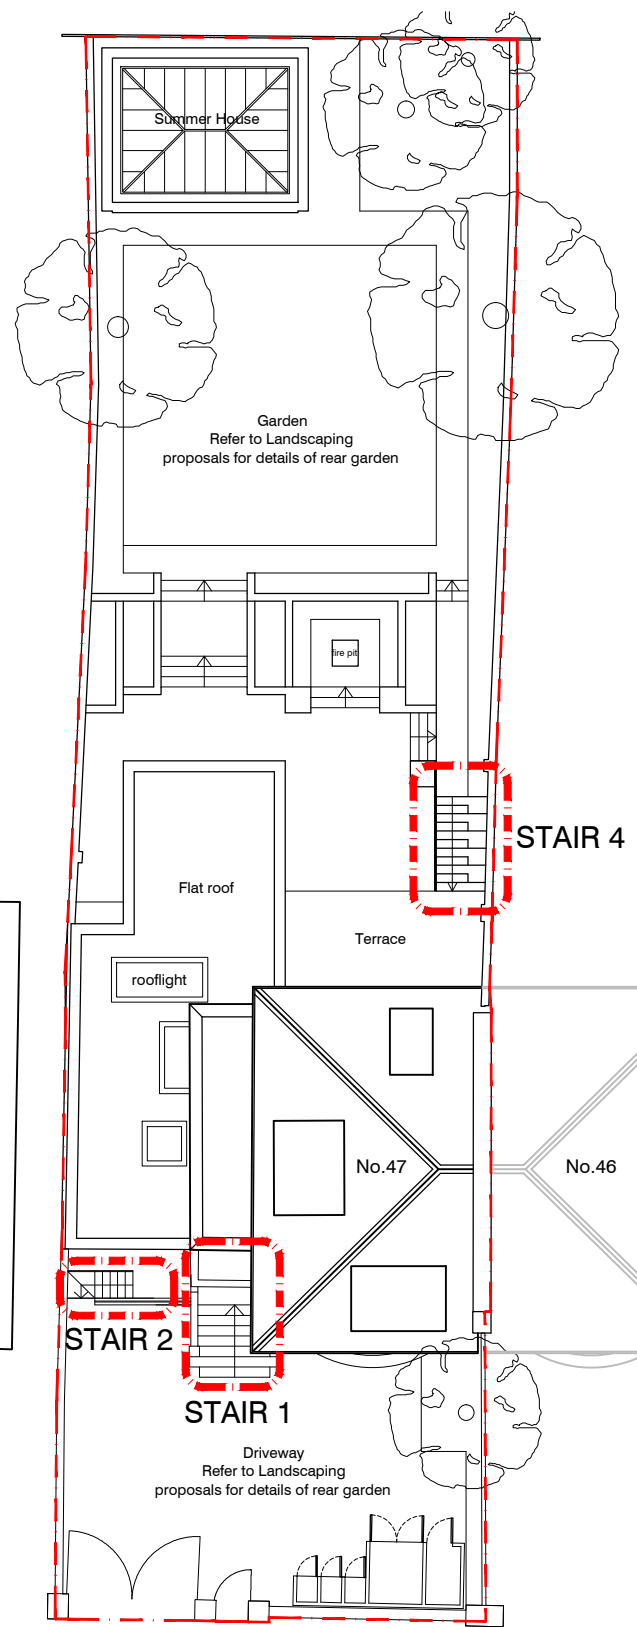 Summer House
Garden
Refer to Landscaping
proposals for details of rear garden
fire pit
STAIR 4
Flat roof
Terrace
rooflight
No.47
No.46
STAIR 2
STAIR 1
Driveway
Refer to Landscaping
proposals for details of rear garden